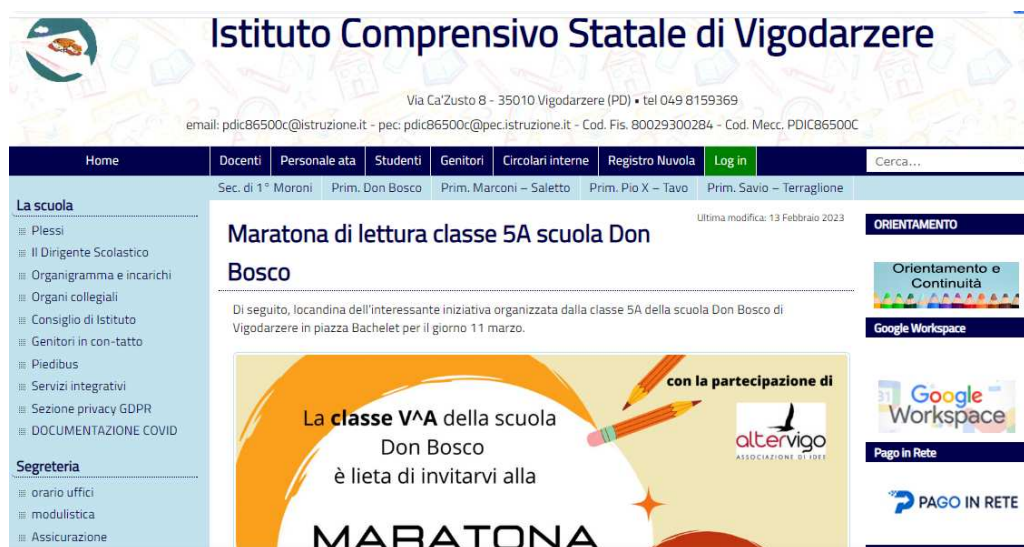 Istituto Comprensivo Statale di Vigodarzere
Via Ca'Zusto 8 - 35010 Vigodarzere (PD) • tel 049 8159369
email: pdic86500c@istruzione.it - pec: pdic86500c@pec.istruzione.it - Cod. Fis. 80029300284 - Cod. Mecc. PDIC86500C
Home Docenti Personale ata Studenti Genitori Circolari interne Registro Nuvola Log in Cerca...
Sec. di 1° Moroni Prim. Don Bosco Prim. Marconi – Saletto Prim. Pio X – Tavo Prim. Savio – Terraglione
La scuola
Plessi
Il Dirigente Scolastico
Organigramma e incarichi
Organi collegiali
Consiglio di Istituto
Genitori in con-tatto
Piedibus
Servizi integrativi
Sezione privacy GDPR
DOCUMENTAZIONE COVID
Segreteria
orario uffici
modulistica
Assicurazione
Ultima modifica: 13 Febbraio 2023
Maratona di lettura classe 5A scuola Don
Bosco
Di seguito, locandina dell'interessante iniziativa organizzata dalla classe 5A della scuola Don Bosco di
Vigodarzere in piazza Bachelet per il giorno 11 marzo.
La classe V^A della scuola
Don Bosco
è lieta di invitarvi alla
MARATONA
con la partecipazione di
altervigo
ASSOCIAZIONE DI IDEE
ORIENTAMENTO
Orientamento e
Continuità
Google Workspace
31
Google
Workspace
Pago in Rete
PAGO IN RETE